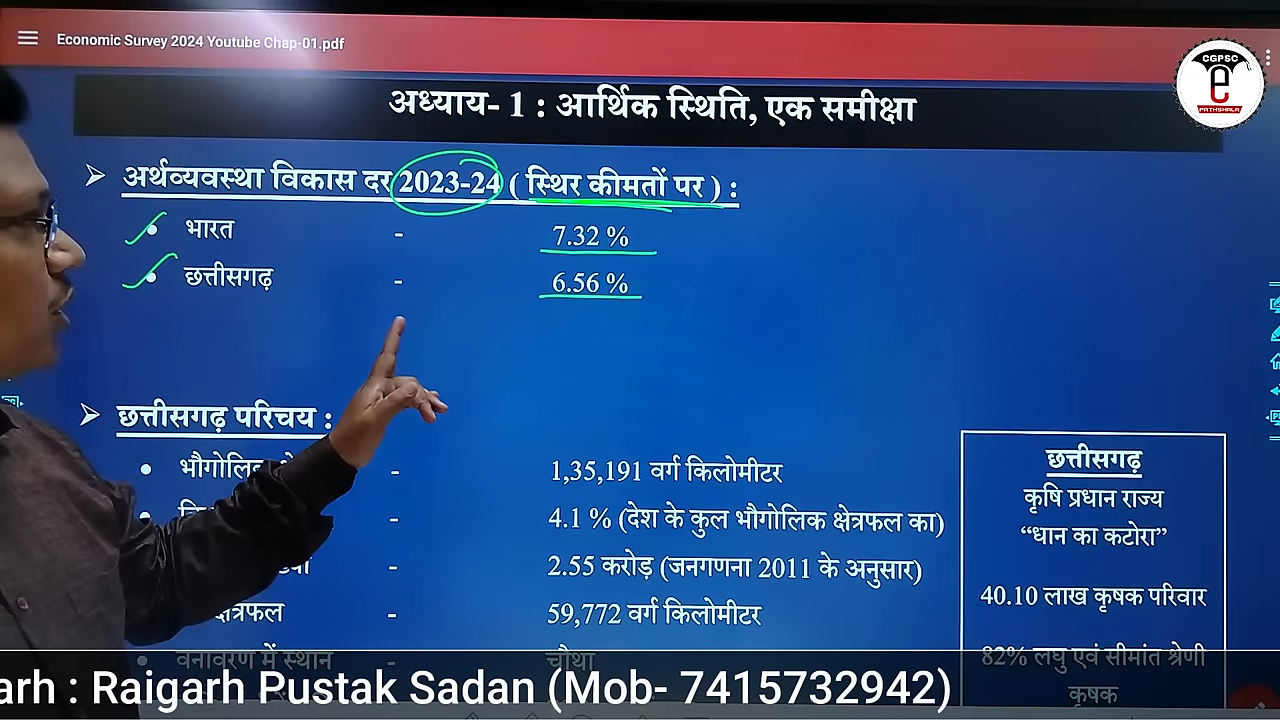 Economic Survey 2024 Youtube Chap-01.pdf
CGPSC
e
PATHSHALA
अध्याय- 1 : आर्थिक स्थिति, एक समीक्षा
अर्थव्यवस्था विकास दर 2023-24 ( स्थिर कीमतों पर ) :
भारत - 7.32 %
छत्तीसगढ़ - 6.56 %
छत्तीसगढ़ परिचय :
- 1,35,191 वर्ग किलोमीटर
- 4.1 % (देश के कुल भौगोलिक क्षेत्रफल का)
- 2.55 करोड़ (जनगणना 2011 के अनुसार)
क्षेत्रफल - 59,772 वर्ग किलोमीटर
वनावरण में स्थान - चौथा
छत्तीसगढ़
कृषि प्रधान राज्य
“धान का कटोरा”
40.10 लाख कृषक परिवार
82% लघु एवं सीमांत श्रेणी
कृषक
arh : Raigarh Pustak Sadan (Mob- 7415732942)